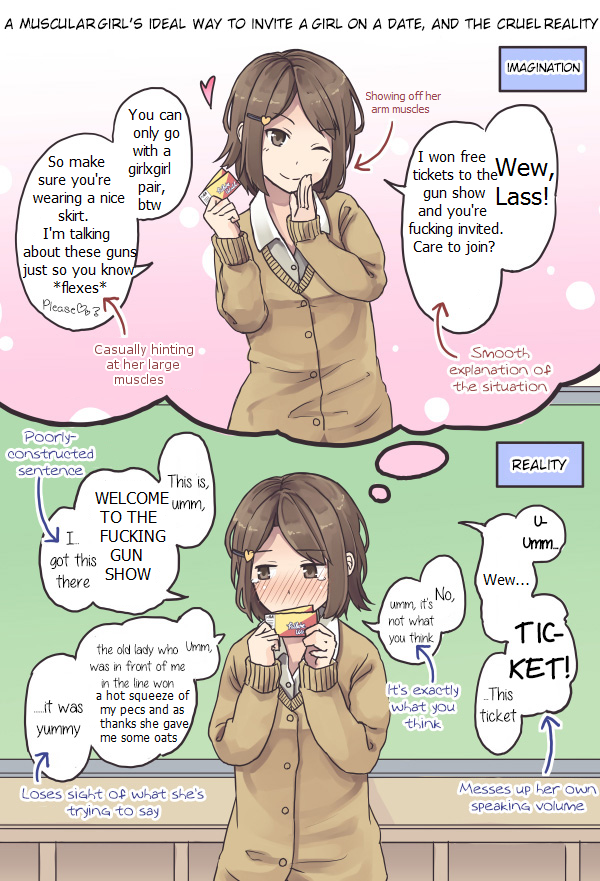 A MUSCULAR GIRL'S IDEAL WAY TO INVITE A GIRL ON A DATE, AND THE CRUEL REALITY
IMAGINATION
Showing off her
arm muscles
Wew,
Lass!
I won free
tickets to the
gun show
and you're
fucking invited.
Care to join?
Smooth
explanation of
the situation
You can
only go
with a
girlxgirl
pair,
btw
So make
sure you're
wearing a nice
skirt.
I'm talking
about these guns
just so you know
*flexes*
Please♡
Casually hinting
at her large
muscles
REALITY
U-
Umm...
Wew...
TIC-
KET!
...This
ticket
Messes up her own
speaking volume
No,
umm, it's
not what
you think
It's exactly
what you
think
This is,
umm,
WELCOME
TO THE
FUCKING
GUN
SHOW
I...
got this
there
Poorly-
constructed
sentence
Umm,
the old lady who
was in front of me
in the line won
a hot squeeze of
my pecs and as
thanks she gave
me some oats
.....it was
yummy
Loses sight of what she's
trying to say